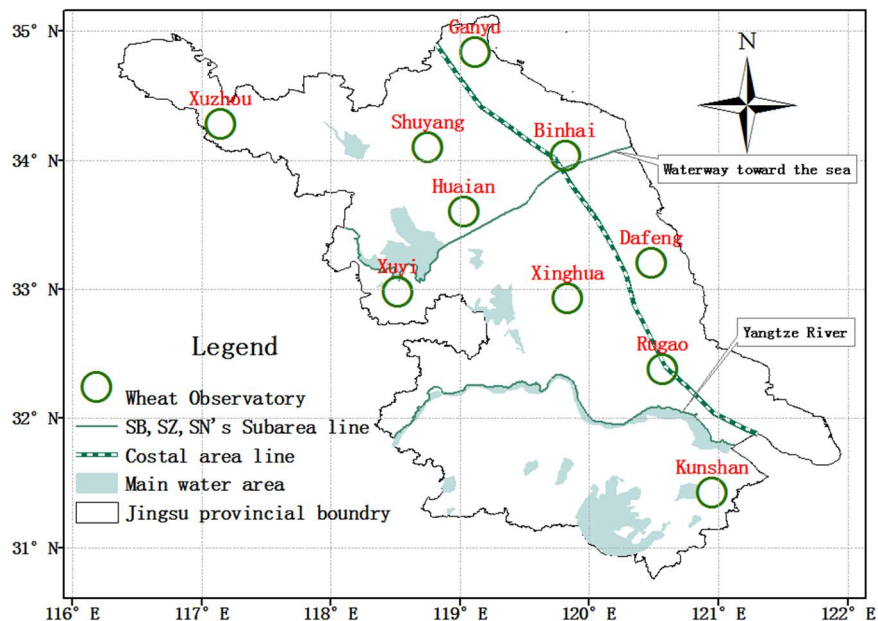 35° N
34° N
33° N
32° N
31° N
Ganyu
N
Xuzhou
Shuyang
Binhai
Waterway toward the sea
Huaian
Dafeng
Xuyi
Xinghua
Yangtze River
Rugao
Kunshan
Legend
Wheat Observatory
SB,SZ,SN's Subarea line
Costal area line
Main water area
Jingsu provincial boundry
116° E
117° E
118° E
119° E
120° E
121° E
122° E